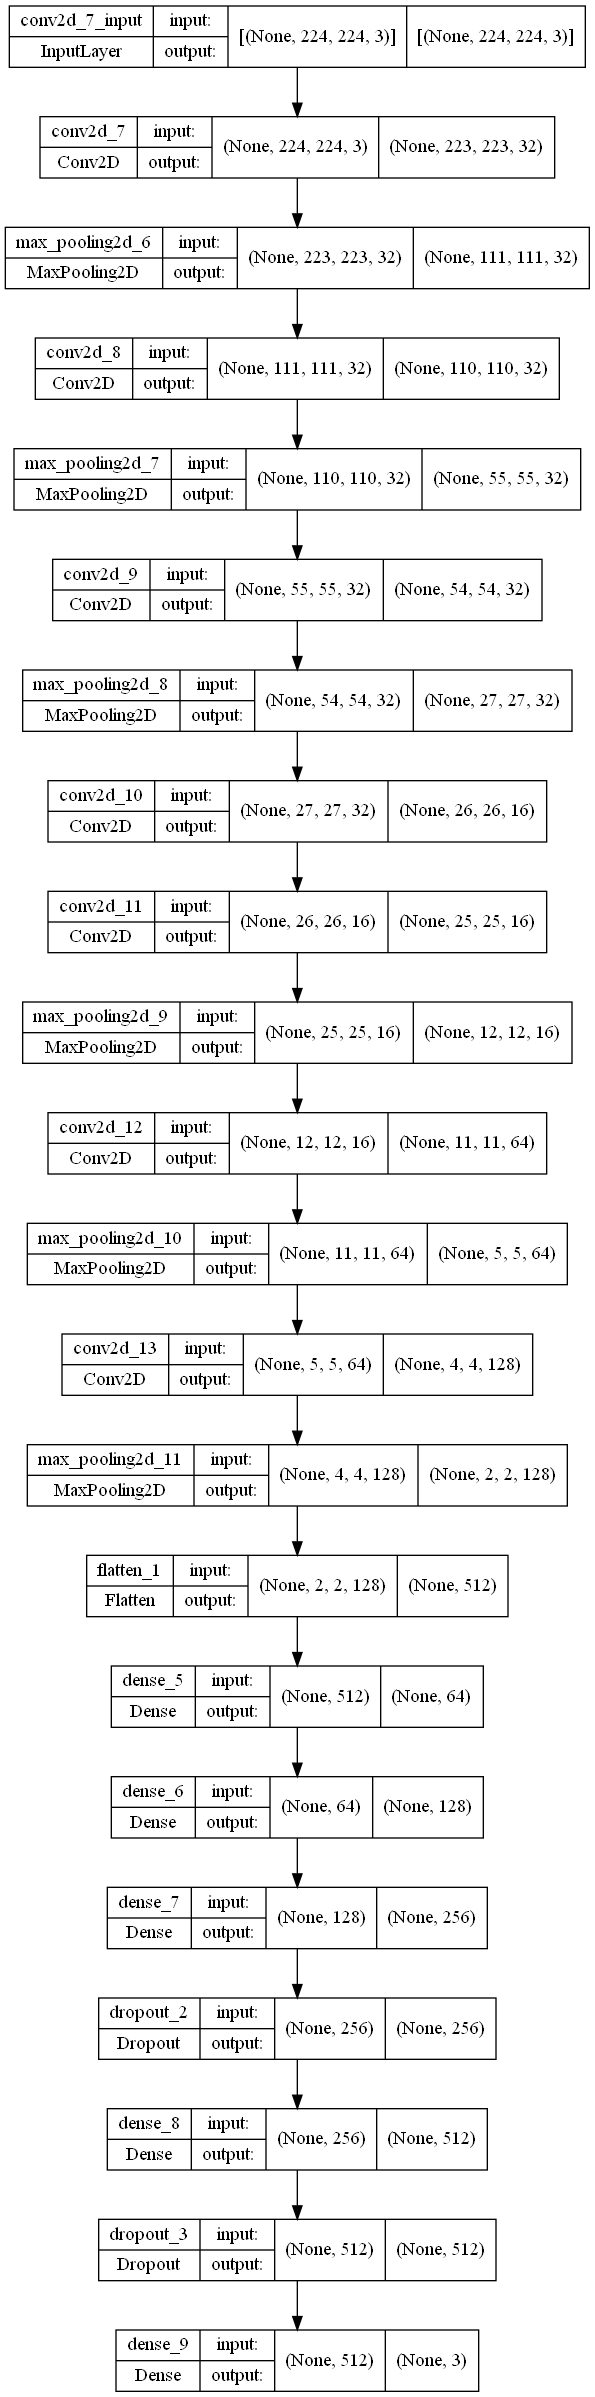 conv2d_7_input input: [(None, 224, 224, 3)] [(None, 224, 224, 3)]
InputLayer output:
conv2d_7 input: (None, 224, 224, 3) (None, 223, 223, 32)
Conv2D output:
max_pooling2d_6 input: (None, 223, 223, 32) (None, 111, 111, 32)
MaxPooling2D output:
conv2d_8 input: (None, 111, 111, 32) (None, 110, 110, 32)
Conv2D output:
max_pooling2d_7 input: (None, 110, 110, 32) (None, 55, 55, 32)
MaxPooling2D output:
conv2d_9 input: (None, 55, 55, 32) (None, 54, 54, 32)
Conv2D output:
max_pooling2d_8 input: (None, 54, 54, 32) (None, 27, 27, 32)
MaxPooling2D output:
conv2d_10 input: (None, 27, 27, 32) (None, 26, 26, 16)
Conv2D output:
conv2d_11 input: (None, 26, 26, 16) (None, 25, 25, 16)
Conv2D output:
max_pooling2d_9 input: (None, 25, 25, 16) (None, 12, 12, 16)
MaxPooling2D output:
conv2d_12 input: (None, 12, 12, 16) (None, 11, 11, 64)
Conv2D output:
max_pooling2d_10 input: (None, 11, 11, 64) (None, 5, 5, 64)
MaxPooling2D output:
conv2d_13 input: (None, 5, 5, 64) (None, 4, 4, 128)
Conv2D output:
max_pooling2d_11 input: (None, 4, 4, 128) (None, 2, 2, 128)
MaxPooling2D output:
flatten_1 input: (None, 2, 2, 128) (None, 512)
Flatten output:
dense_5 input: (None, 512) (None, 64)
Dense output:
dense_6 input: (None, 64) (None, 128)
Dense output:
dense_7 input: (None, 128) (None, 256)
Dense output:
dropout_2 input: (None, 256) (None, 256)
Dropout output:
dense_8 input: (None, 256) (None, 512)
Dense output:
dropout_3 input: (None, 512) (None, 512)
Dropout output:
dense_9 input: (None, 512) (None, 3)
Dense output: